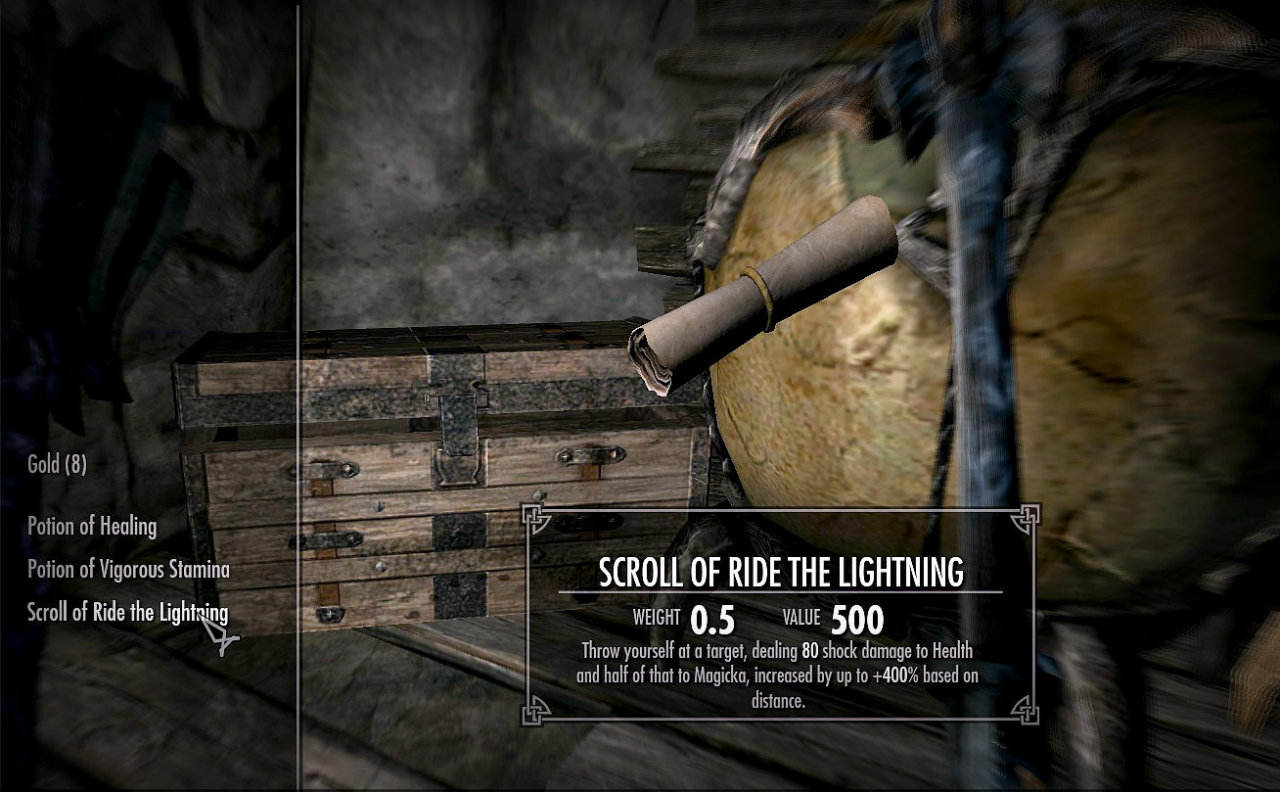 Gold (8)
Potion of Healing
Potion of Vigorous Stamina
Scroll of Ride the Lightning
SCROLL OF RIDE THE LIGHTNING
WEIGHT 0.5 VALUE 500
Throw yourself at a target, dealing 80 shock damage to Health
and half of that to Magicka, increased by up to +400% based on
distance.